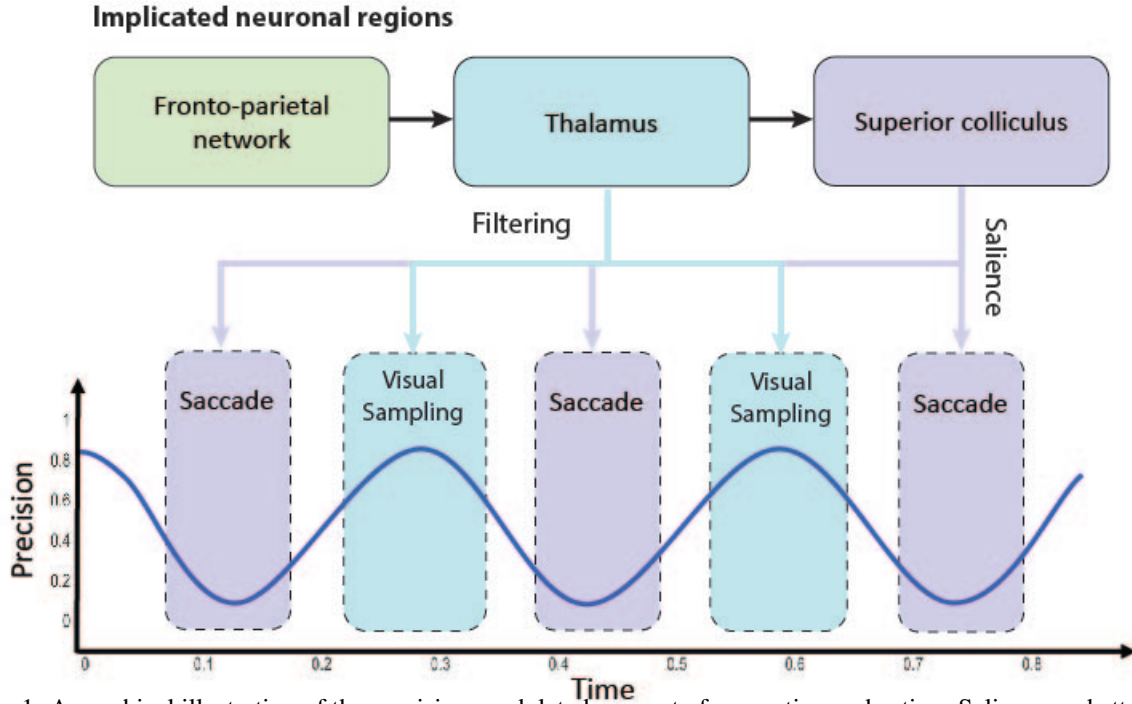 Implicated neuronal regions
Fronto-parietal
network
Thalamus
Superior colliculus
Filtering
Salience
Saccade
Visual
Sampling
Saccade
Visual
Sampling
Saccade
Precision
1
0.8
0.6
0.4
0.2
0
0 0.1 0.2 0.3 0.4 0.5 0.6 0.7 0.8
Time